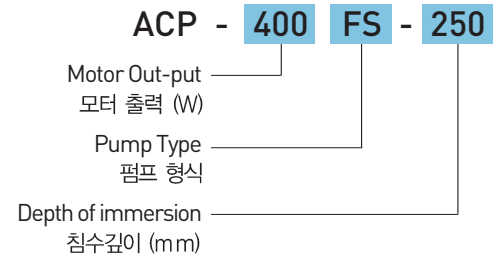 ACP - 400 FS - 250
Motor Out-put
모터 출력 (W)
Pump Type
펌프 형식
Depth of immersion
침수깊이 (mm)